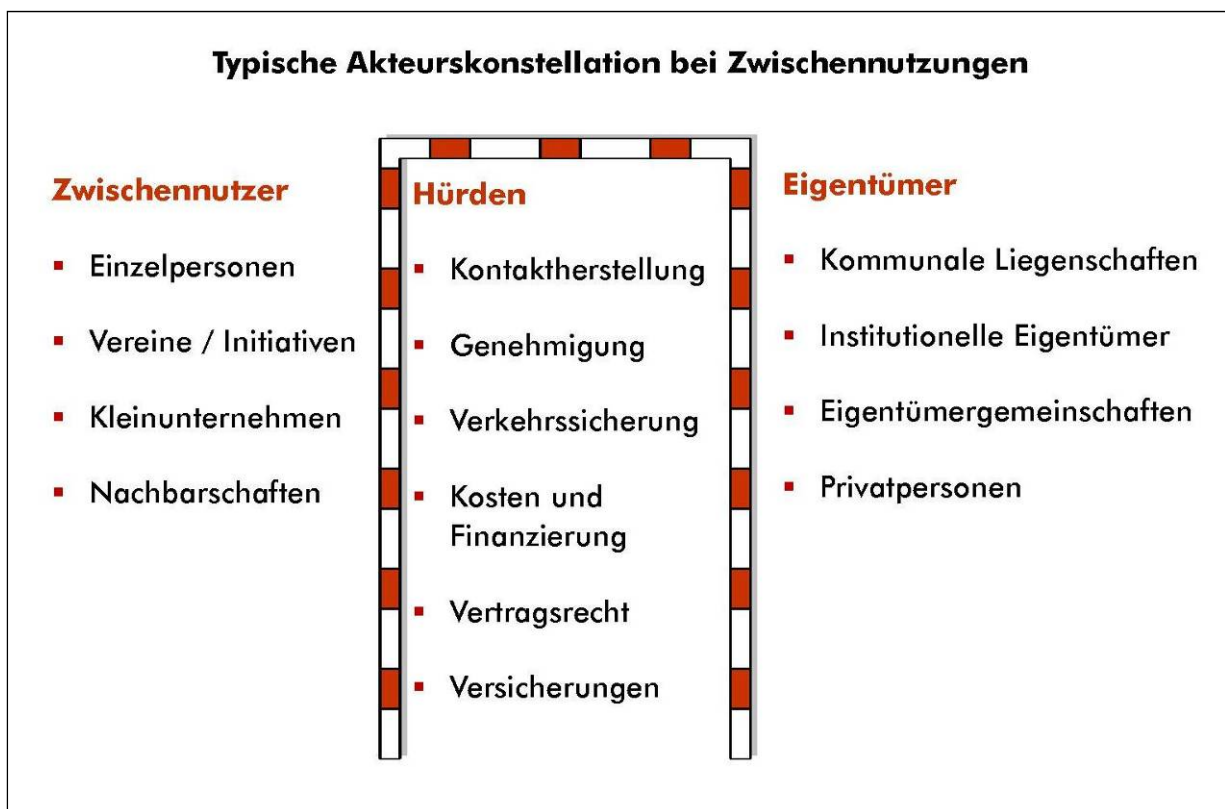 Typische Akteurskonstellation bei Zwischennutzungen
Zwischennutzer
▪ Einzelpersonen
▪ Vereine / Initiativen
▪ Kleinunternehmen
▪ Nachbarschaften
Hürden
▪ Kontaktherstellung
▪ Genehmigung
▪ Verkehrssicherung
▪ Kosten und
Finanzierung
▪ Vertragsrecht
▪ Versicherungen
Eigentümer
▪ Kommunale Liegenschaften
▪ Institutionelle Eigentümer
▪ Eigentümergemeinschaften
▪ Privatpersonen